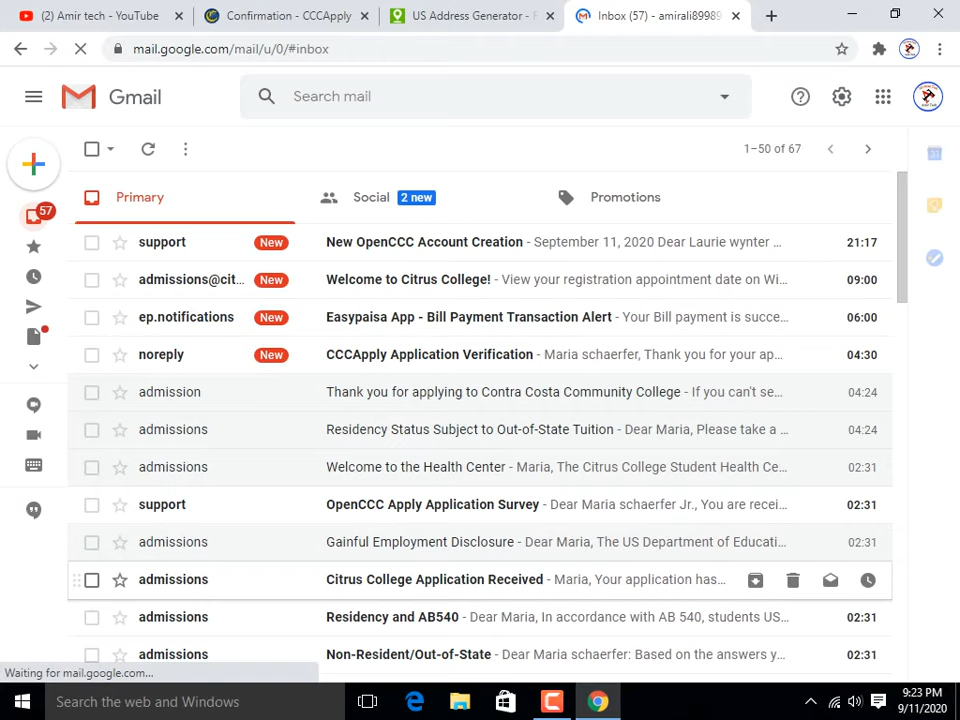 (2) Amir tech - YouTube
Confirmation - CCCApply
US Address Generator - F
Inbox (57) - amirali89989
mail.google.com/mail/u/0/#inbox
Gmail
Search mail
1–50 of 67
Primary
Social 2 new
Promotions
57
support New New OpenCCC Account Creation - September 11, 2020 Dear Laurie wynter ... 21:17
admissions@cit... New Welcome to Citrus College! - View your registration appointment date on Wi... 09:00
ep.notifications New Easypaisa App - Bill Payment Transaction Alert - Your Bill payment is succe... 06:00
noreply New CCCApply Application Verification - Maria schaerfer, Thank you for your ap... 04:30
admission Thank you for applying to Contra Costa Community College - If you can't se... 04:24
admissions Residency Status Subject to Out-of-State Tuition - Dear Maria, Please take a ... 04:24
admissions Welcome to the Health Center - Maria, The Citrus College Student Health Ce... 02:31
support OpenCCC Apply Application Survey - Dear Maria schaerfer Jr., You are recei... 02:31
admissions Gainful Employment Disclosure - Dear Maria, The US Department of Educati... 02:31
admissions Citrus College Application Received - Maria, Your application has...
admissions Residency and AB540 - Dear Maria, In accordance with AB 540, students US... 02:31
admissions Non-Resident/Out-of-State - Dear Maria schaerfer: Based on the answers y... 02:31
Waiting for mail.google.com...
Search the web and Windows
9:23 PM
9/11/2020